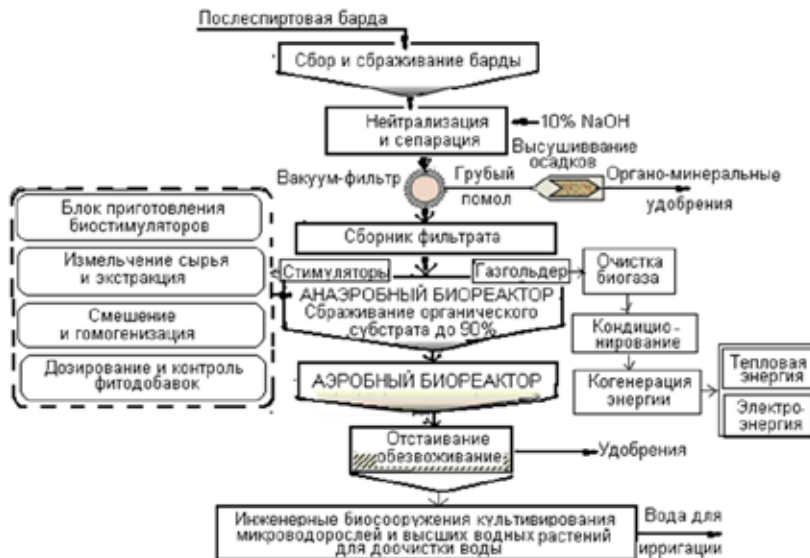 Послеспиртовая барда
Сбор и сбраживание барды
Нейтрализация
и сепарация
10% NaOH
Вакуум-фильтр
Грубый
помол
Высушиввание
осадков
Органо-минеральные
удобрения
Сборник фильтрата
Блок приготовления
биостимуляторов
Измельчение сырья
и экстракция
Смешение
и гомогенизация
Дозирование и контроль
фитодобавок
Стимуляторы
Газгольдер
АНАЭРОБНЫЙ БИОРЕАКТОР
Сбраживание органического
субстрата до 90%
Очистка
биогаза
Кондицио-
нирование
Когенерация
энергии
Тепловая
энергия
Электро-
энергия
АЭРОБНЫЙ БИОРЕАКТОР
Отстаивание
обезвоживание
Удобрения
Инженерные биосооружения культивирования
микроводорослей и высших водных растений
для доочистки воды
Вода для
ирригации